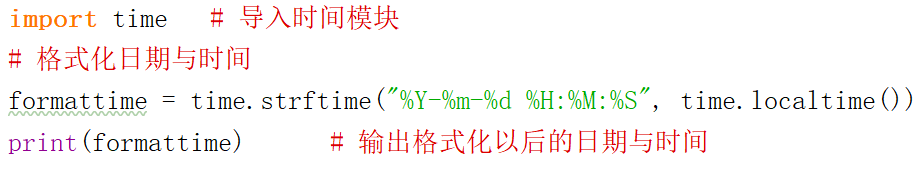 import time   # 导入时间模块
# 格式化日期与时间
formattime = time.strftime("%Y-%m-%d %H:%M:%S", time.localtime())
print(formattime)      # 输出格式化以后的日期与时间